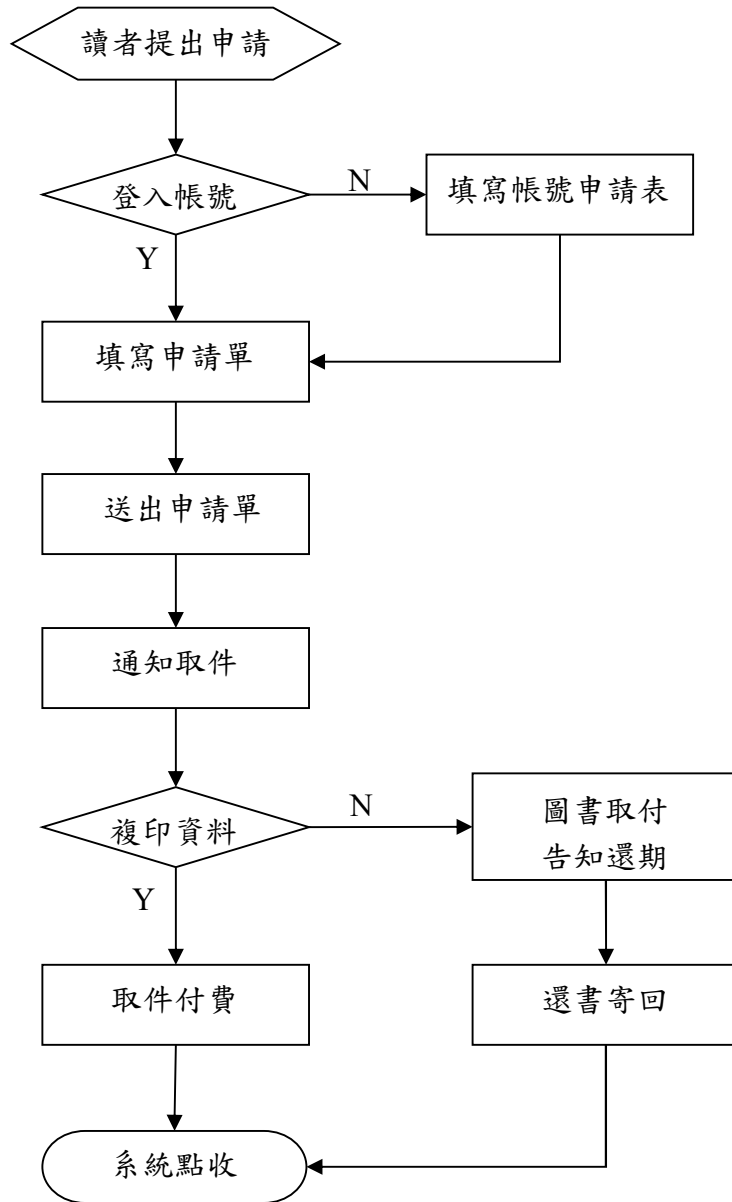 讀者提出申請
登入帳號
N
填寫帳號申請表
Y
填寫申請單
送出申請單
通知取件
複印資料
N
圖書取付
告知還期
Y
取件付費
還書寄回
系統點收